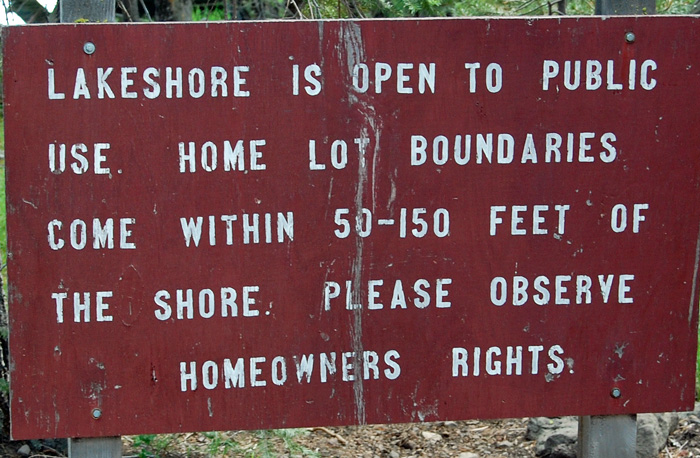 LAKESHORE IS OPEN TO PUBLIC
USE. HOME LOT BOUNDARIES
COME WITHIN 50-150 FEET OF
THE SHORE. PLEASE OBSERVE
HOMEOWNERS RIGHTS.